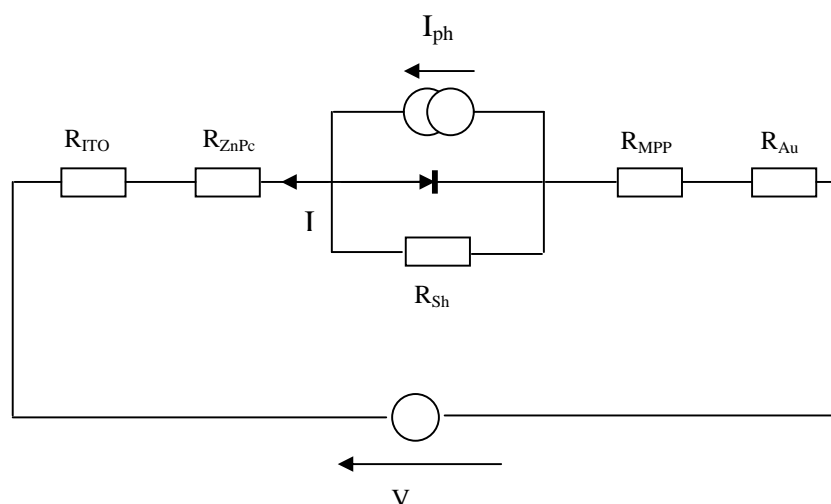 I_ph
R_ITO
R_ZnPc
R_MPP
R_Au
I
R_Sh
V